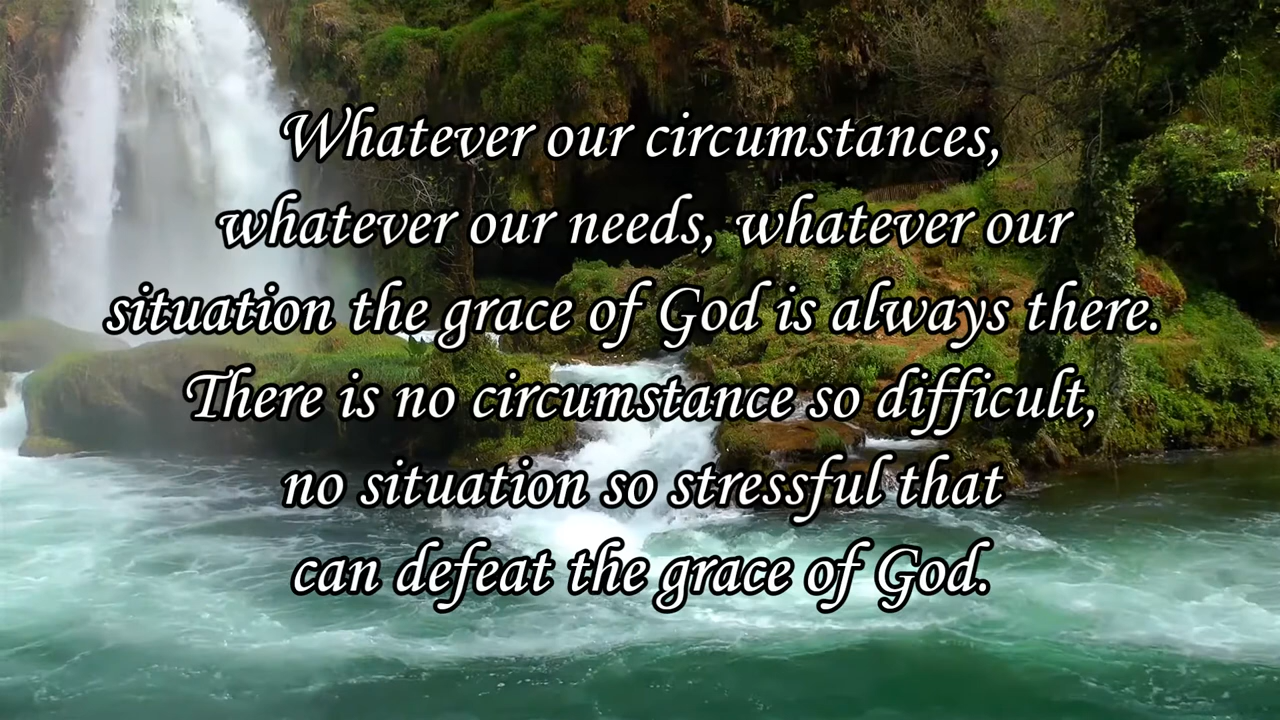 Whatever our circumstances,
whatever our needs, whatever our
situation the grace of God is always there.
There is no circumstance so difficult,
no situation so stressful that
can defeat the grace of God.